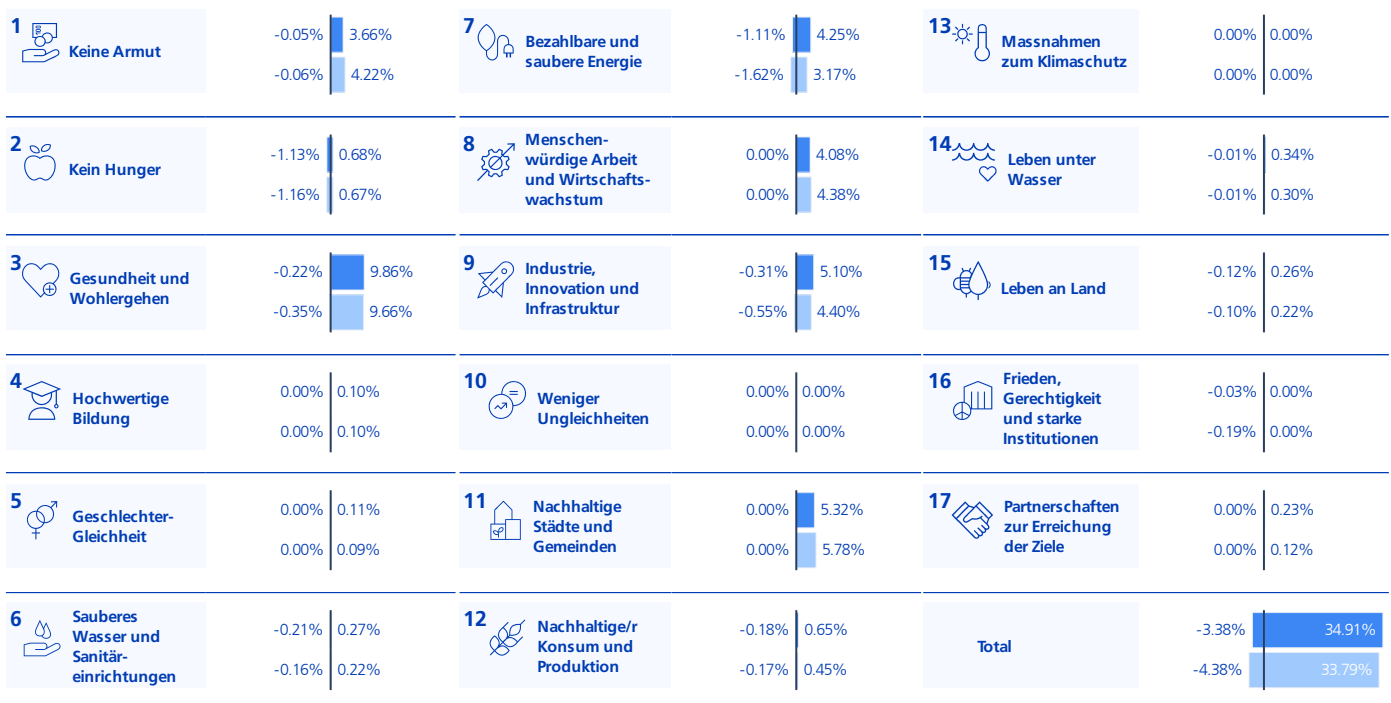 1
Keine Armut
-0.05% 3.66%
-0.06% 4.22%
2
Kein Hunger
-1.13% 0.68%
-1.16% 0.67%
3
Gesundheit und
Wohlergehen
-0.22% 9.86%
-0.35% 9.66%
4
Hochwertige
Bildung
0.00% 0.10%
0.00% 0.10%
5
Geschlechter-
Gleichheit
0.00% 0.11%
0.00% 0.09%
6
Sauberes
Wasser und
Sanitär-
einrichtungen
-0.21% 0.27%
-0.16% 0.22%
7
Bezahlbare und
saubere Energie
-1.11% 4.25%
-1.62% 3.17%
8
Menschen-
würdige Arbeit
und Wirtschafts-
wachstum
0.00% 4.08%
0.00% 4.38%
9
Industrie,
Innovation und
Infrastruktur
-0.31% 5.10%
-0.55% 4.40%
10
Weniger
Ungleichheiten
0.00% 0.00%
0.00% 0.00%
11
Nachhaltige
Städte und
Gemeinden
0.00% 5.32%
0.00% 5.78%
12
Nachhaltige/r
Konsum und
Produktion
-0.18% 0.65%
-0.17% 0.45%
13
Massnahmen
zum Klimaschutz
0.00% 0.00%
0.00% 0.00%
14
Leben unter
Wasser
-0.01% 0.34%
-0.01% 0.30%
15
Leben an Land
-0.12% 0.26%
-0.10% 0.22%
16
Frieden,
Gerechtigkeit
und starke
Institutionen
-0.03% 0.00%
-0.19% 0.00%
17
Partnerschaften
zur Erreichung
der Ziele
0.00% 0.23%
0.00% 0.12%
Total
-3.38% 34.91%
-4.38% 33.79%